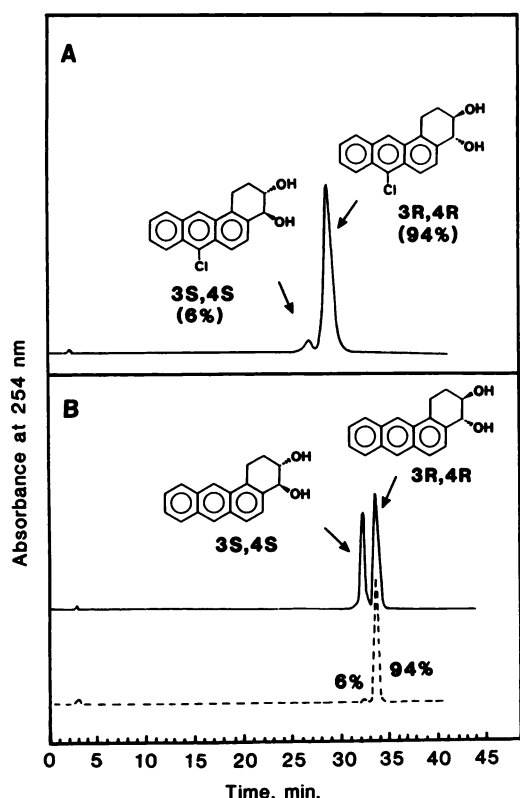 Absorbance at 254 nm
A
OH
OH
Cl
3R,4R
(94%)
OH
OH
Cl
3S,4S
(6%)
B
OH
OH
3R,4R
OH
OH
3S,4S
6%
94%
0 5 10 15 20 25 30 35 40 45
Time, min.